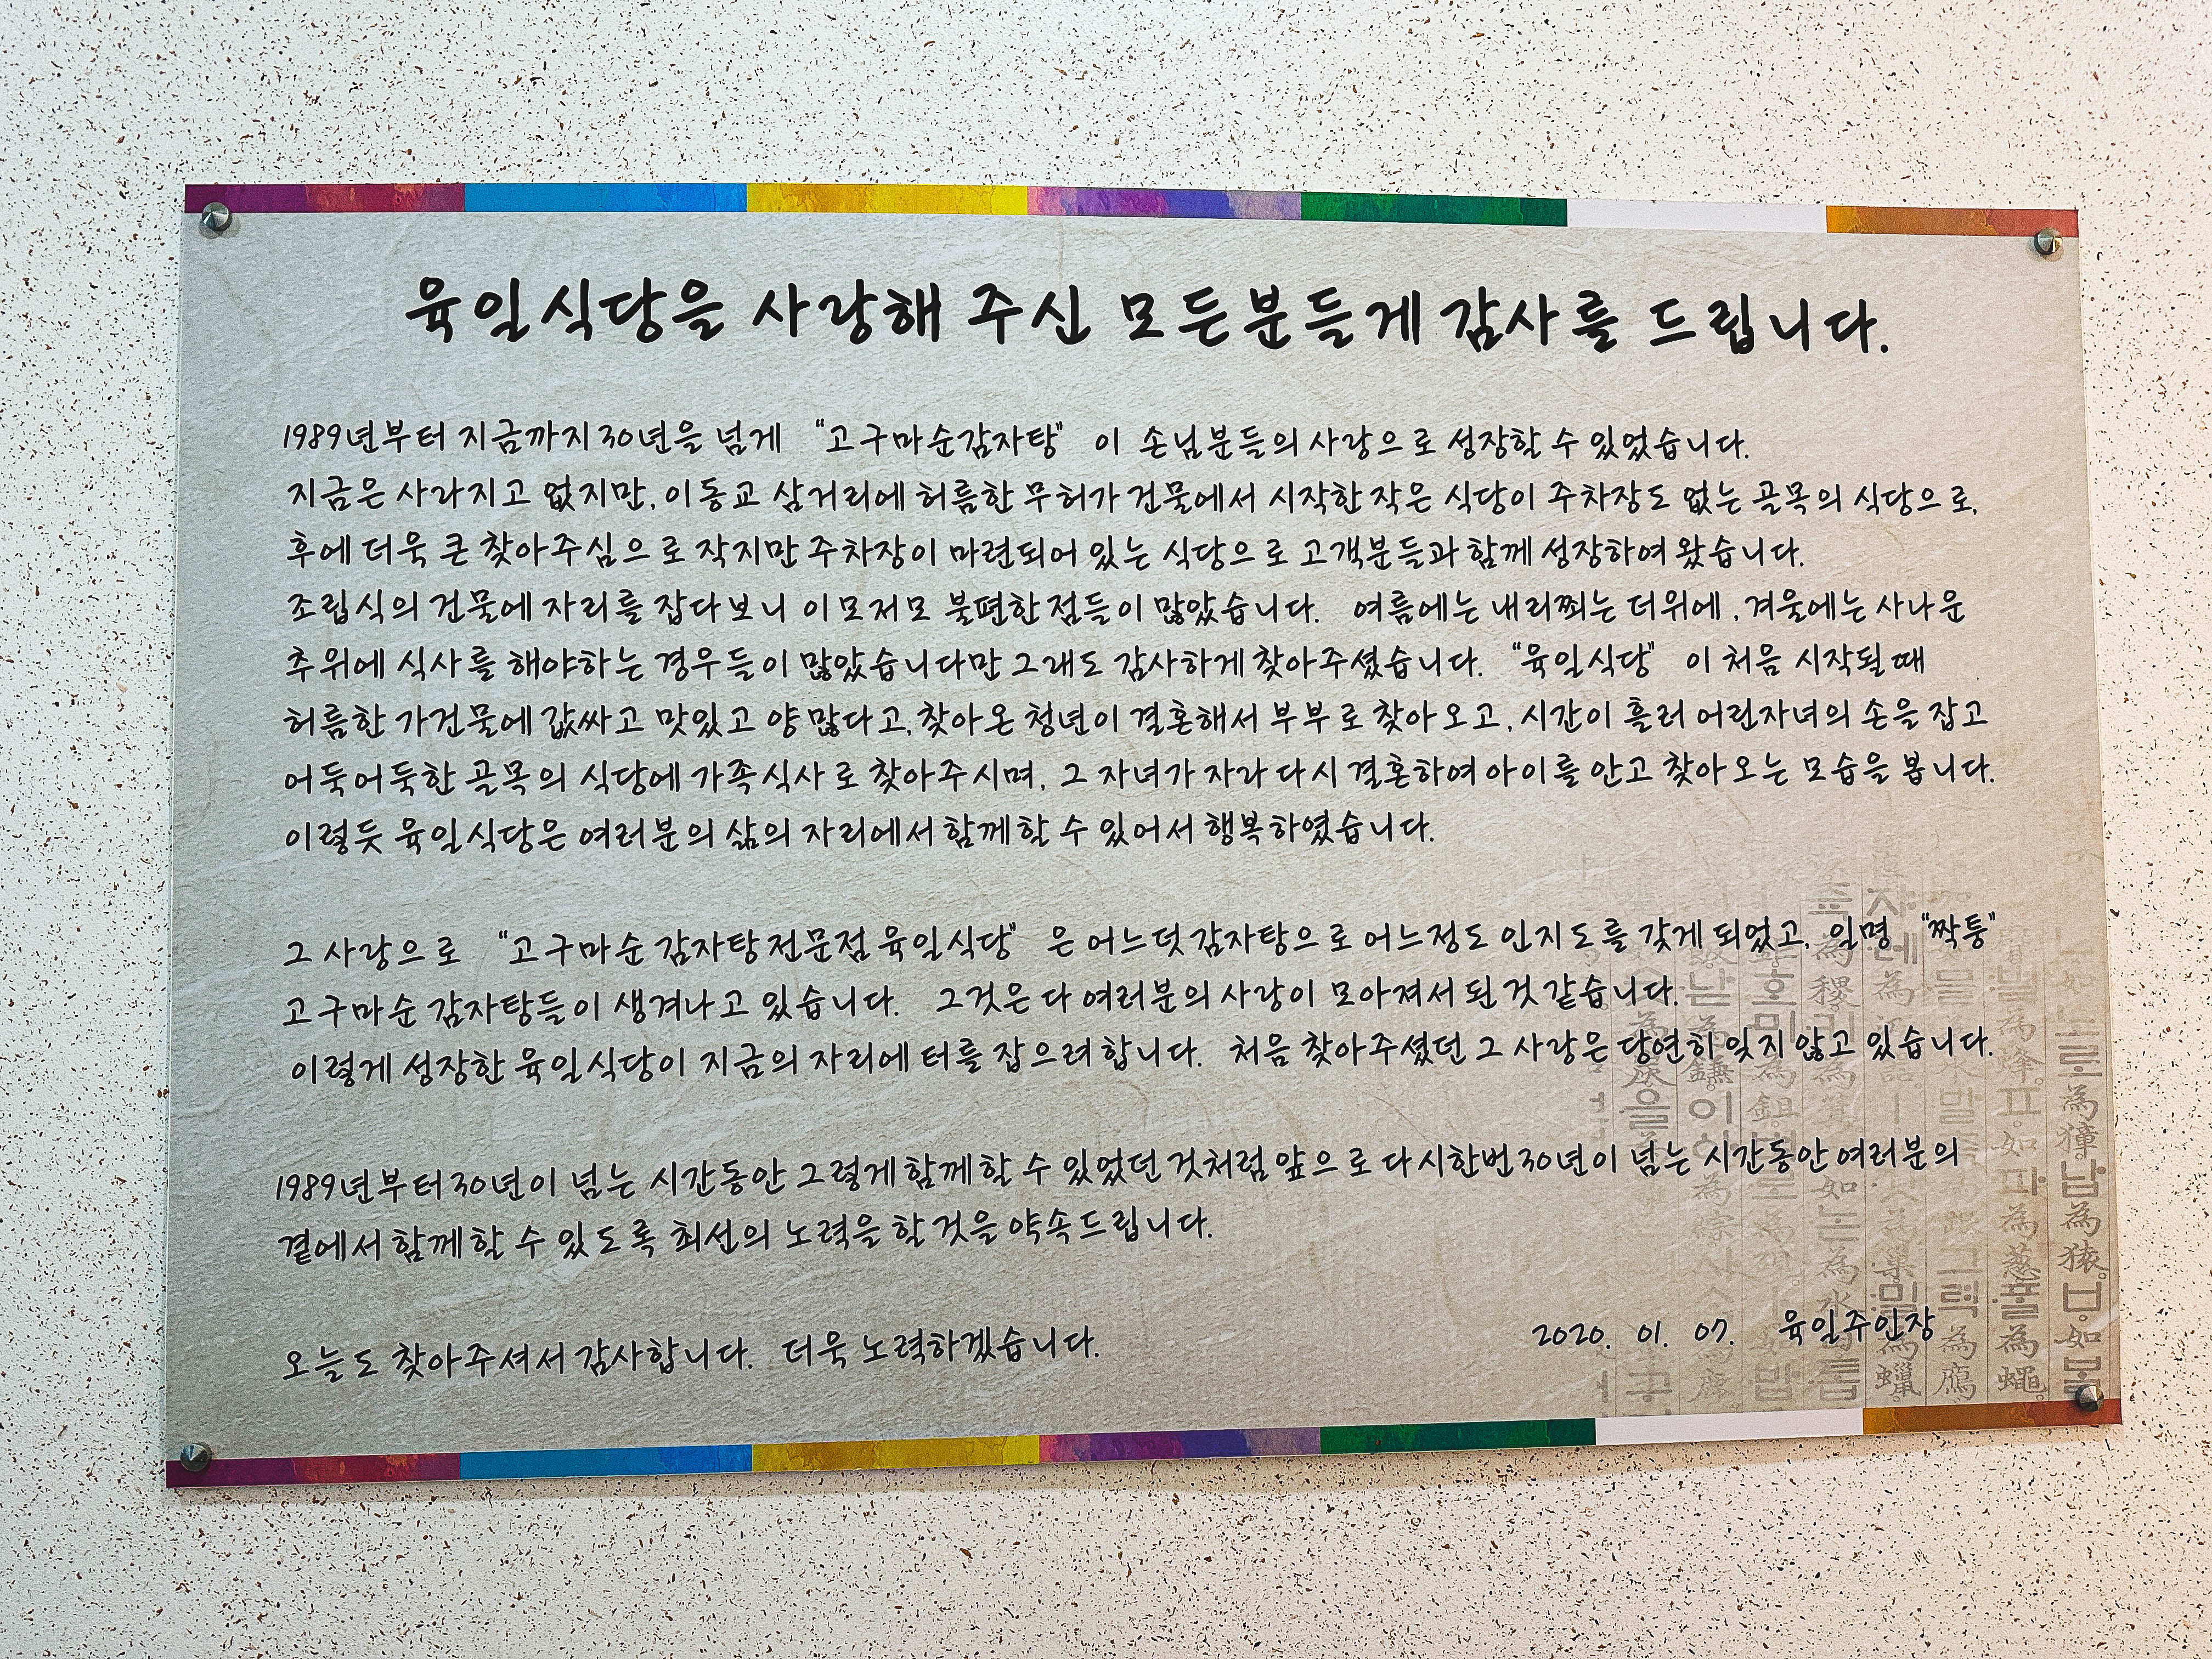 육일식당을 사랑해 주신 모든분들게 감사를 드립니다.
1989년부터 지금까지 30년을 넘게 "고구마순감자탕" 이 손님분들의 사랑으로 성장할 수 있었습니다.
지금은 사라지고 없지만, 이동교 삼거리에 허름한 무허가 건물에서 시작한 작은 식당이 주차장도 없는 골목의 식당으로,
후에 더욱 큰 찾아주심으로 작지만 주차장이 마련되어 있는 식당으로 고객분들과 함께 성장하여 왔습니다.
조립식의 건물에 자리를 잡다보니 이모저모 불편한 점들이 많았습니다. 여름에는 내리쬐는 더위에, 겨울에는 사나운
추위에 식사를 해야하는 경우들이 많았습니다만 그래도 감사하게 찾아주셨습니다. "육일식당" 이 처음 시작될 때
허름한 가건물에 값싸고 맛있고 양 많다고, 찾아온 청년이 결혼해서 부부로 찾아오고, 시간이 흘러 어린자녀의 손을 잡고
어둑어둑한 골목의 식당에 가족식사로 찾아주시며, 그 자녀가 자라 다시 결혼하여 아이를 안고 찾아오는 모습을 봅니다.
이렇듯 육일식당은 여러분의 삶의 자리에서 함께할 수 있어서 행복하였습니다.
그 사랑으로 "고구마순 감자탕전문점 육일식당" 은 어느덧 감자탕으로 어느정도 인지도를 갖게 되었고, 일명 "짝퉁"
고구마순 감자탕들이 생겨나고 있습니다. 그것은 다 여러분의 사랑이 모아져서 된 것 같습니다.
이렇게 성장한 육일식당이 지금의 자리에 터를 잡으려 합니다. 처음 찾아주셨던 그 사랑은 당연히 잊지 않고 있습니다.
1989년부터 30년이 넘는 시간동안 그렇게 함께할 수 있었던 것처럼 앞으로 다시한번 30년이 넘는 시간동안 여러분의
곁에서 함께할 수 있도록 최선의 노력을 할 것을 약속드립니다.
오늘도 찾아주셔서 감사합니다. 더욱 노력하겠습니다.
2020. 01. 07. 육일주인장